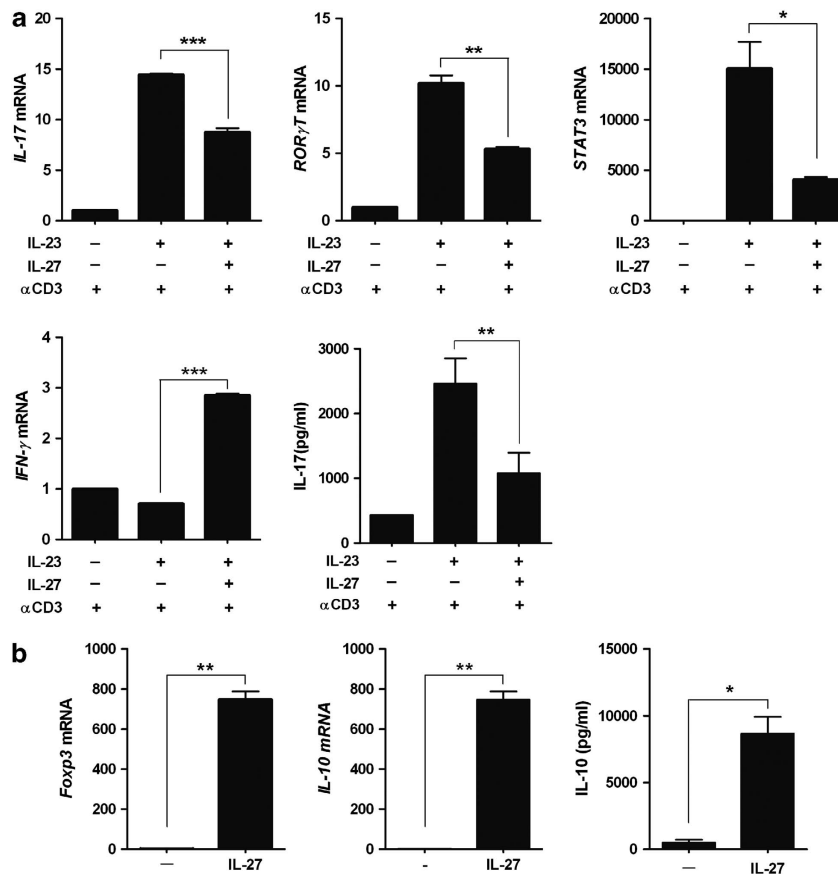 a
IL-17 mRNA
20
15
10
5
0
***
IL-23 – + +
IL-27 – – +
αCD3 + + +
RORγT mRNA
15
10
5
0
**
IL-23 – + +
IL-27 – – +
αCD3 + + +
STAT3 mRNA
20000
15000
10000
5000
0
*
IL-23 – + +
IL-27 – – +
αCD3 + + +
IFN-γ mRNA
4
3
2
1
0
***
IL-23 – + +
IL-27 – – +
αCD3 + + +
IL-17(pg/ml)
3000
2000
1000
0
**
IL-23 – + +
IL-27 – – +
αCD3 + + +
b
Foxp3 mRNA
1000
800
600
400
200
0
**
— IL-27
IL-10 mRNA
1000
800
600
400
200
0
**
- IL-27
IL-10 (pg/ml)
15000
10000
5000
0
*
— IL-27